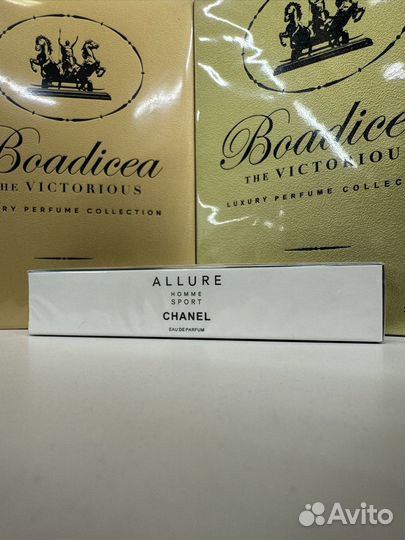 Boadicea
THE VICTORIOUS
LUXURY PERFUME COLLECTION
Boadicea
THE VICTORIOUS
LUXURY PERFUME COLLECTION
ALLURE
HOMME
SPORT
CHANEL
EAU DE PARFUM
Avito